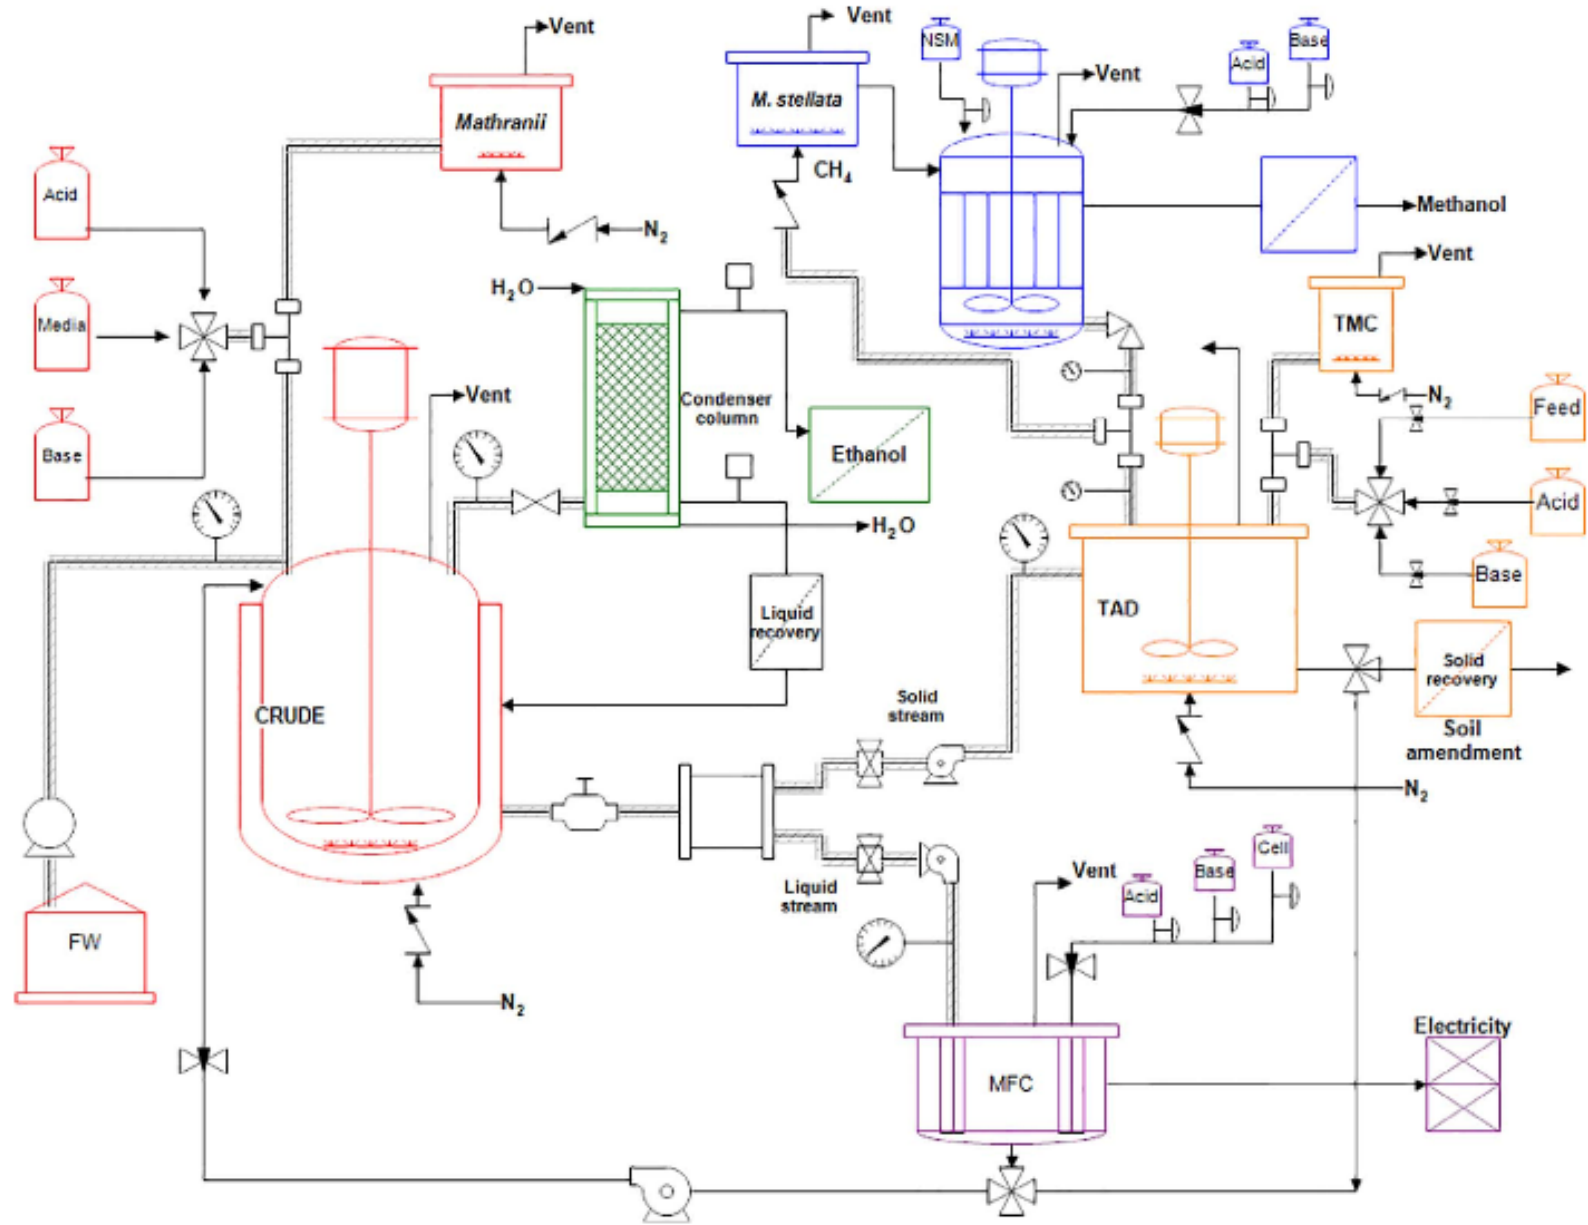 Vent
Vent
NSM
Base
Acid
Vent
M. stellata
Mathranii
CH4
Acid
Methanol
N2
Vent
H2O
Media
TMC
Condenser
column
Vent
N2
Feed
Base
Ethanol
Acid
H2O
Base
TAD
Liquid
recovery
Solid
recovery
Solid
stream
CRUDE
Soil
amendment
N2
Cell
Vent
Base
Liquid
stream
Acid
FW
N2
Electricity
MFC